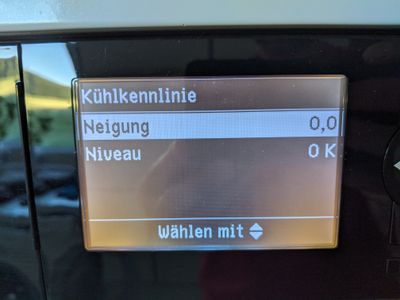 Kühlkennlinie
Neigung 0,0
Niveau 0 K
Wählen mit